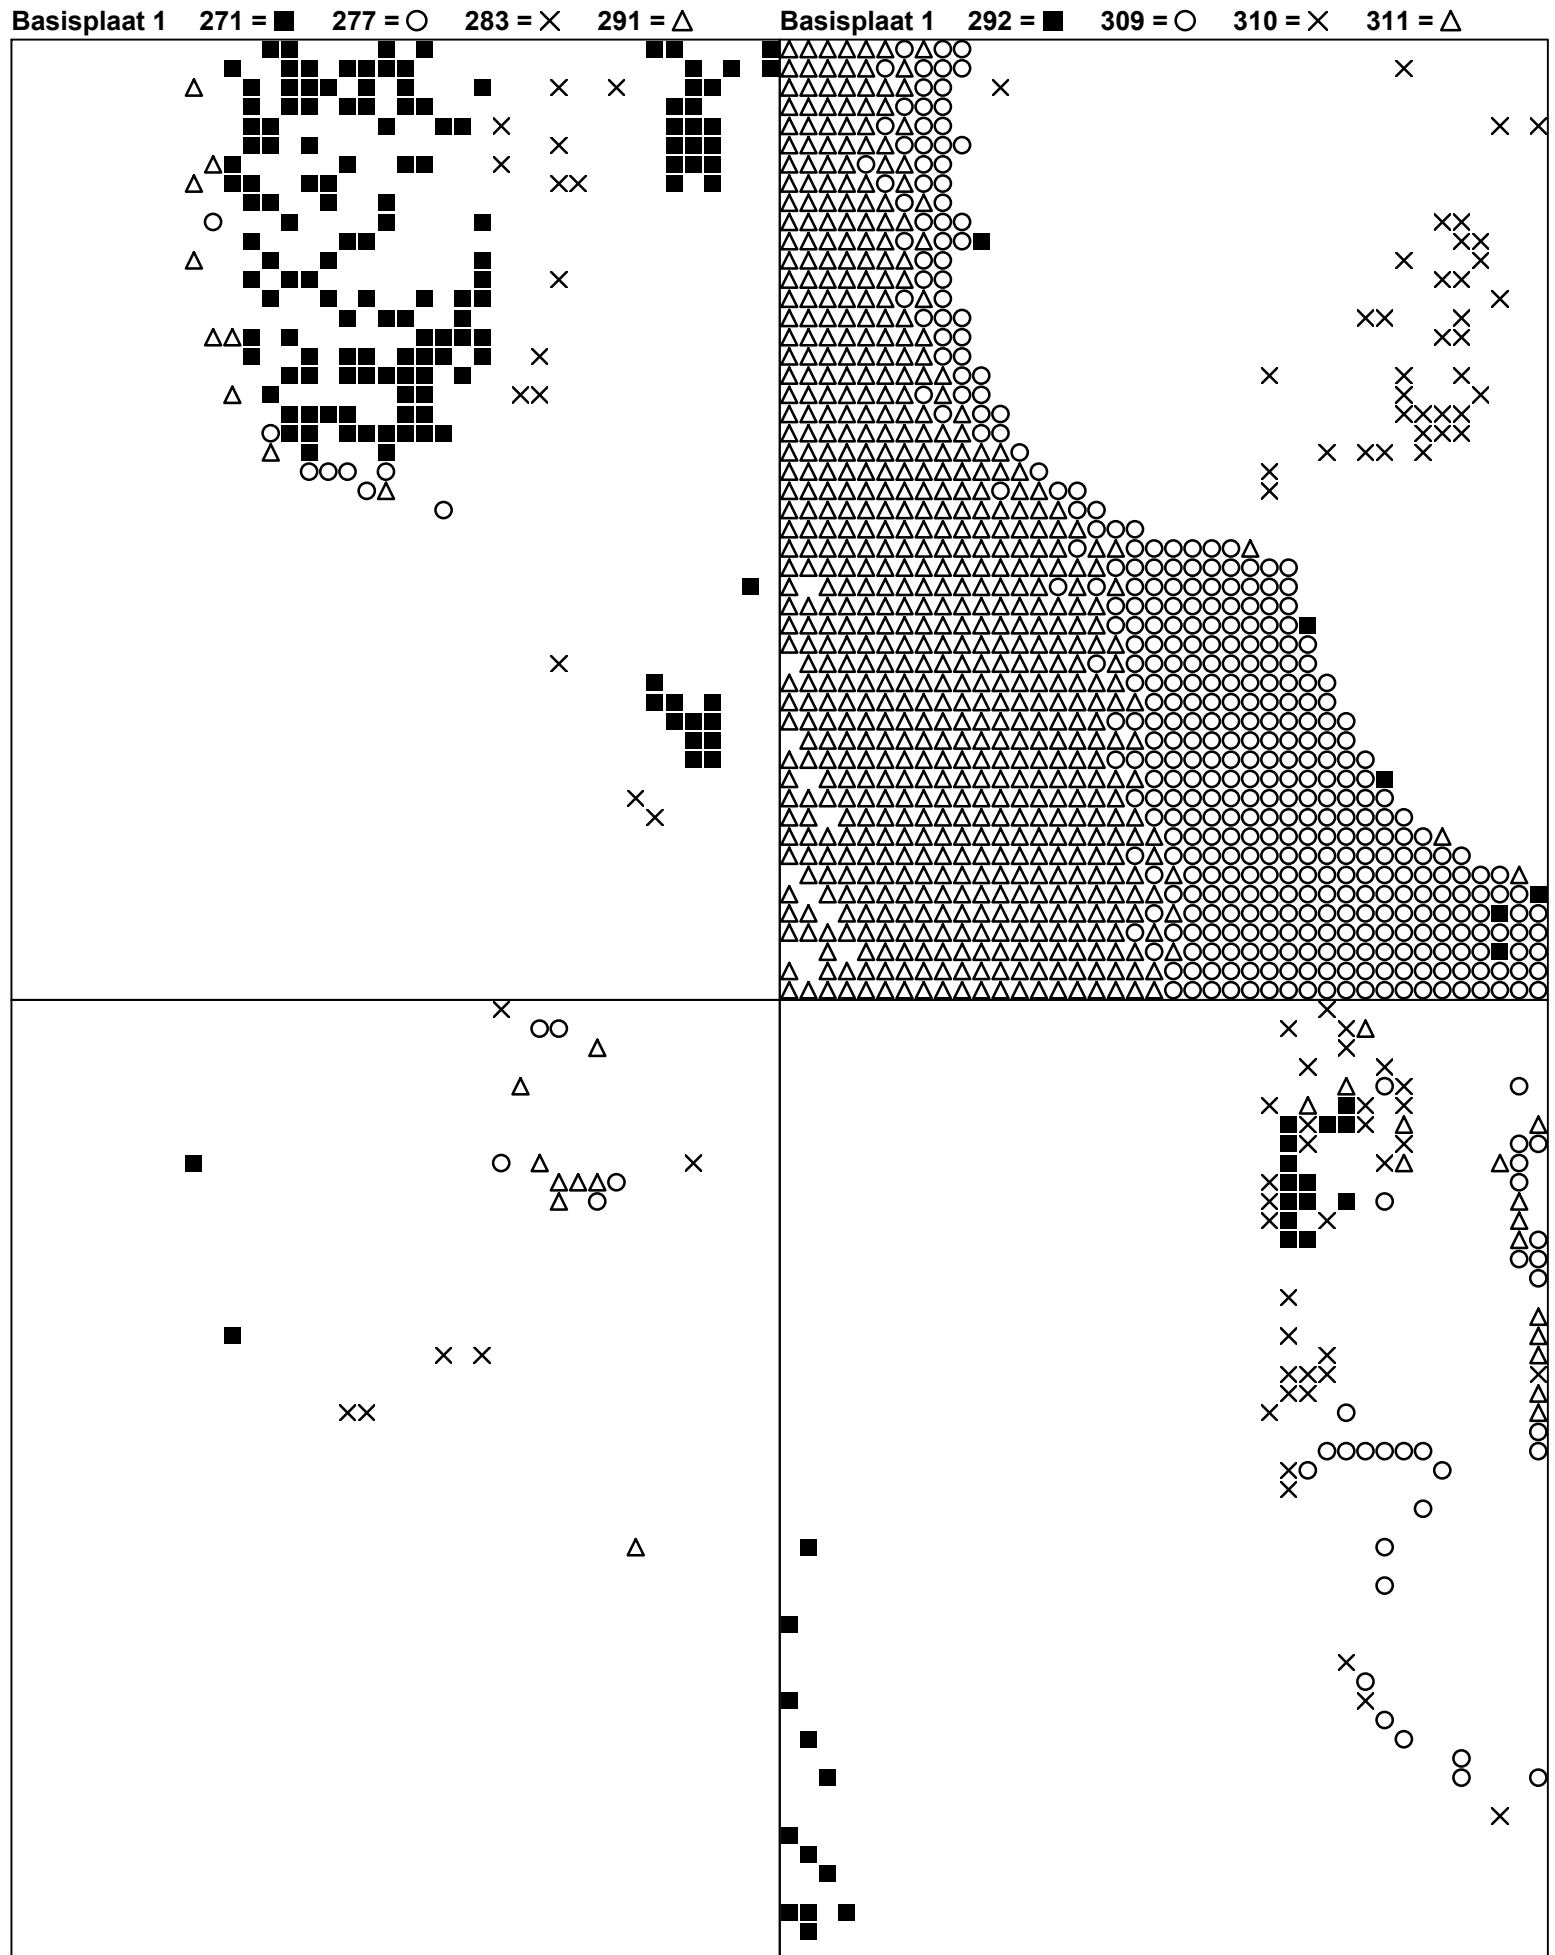 Basisplaat 1 271 = ■ 277 = ○ 283 = × 291 = △
Basisplaat 1 292 = ■ 309 = ○ 310 = × 311 = △